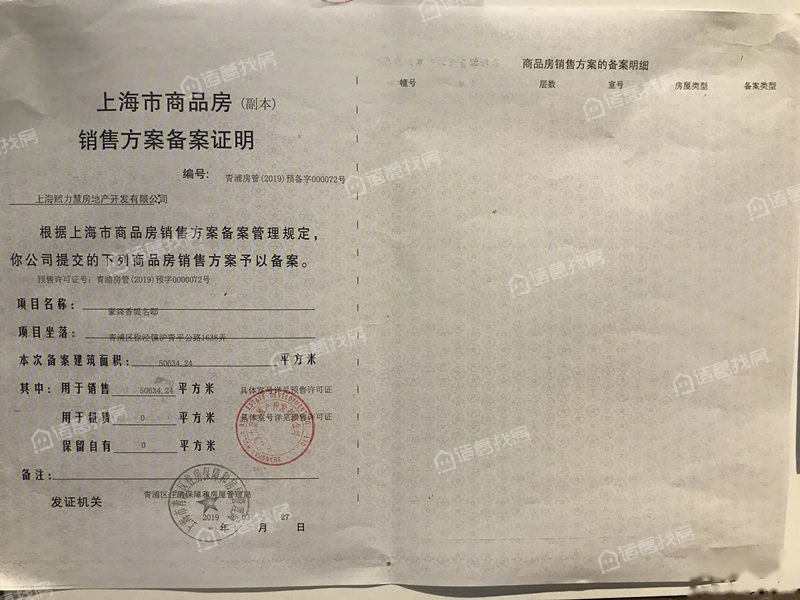 上海市商品房(副本)
销售方案备案证明
编号: 青浦房管(2019)预备字000072号
上海赋力慧房地产开发有限公司
根据上海市商品房销售方案备案管理规定，
你公司提交的下列商品房销售方案予以备案。
预售许可证号：青浦房管(2019)预字0000072号
项目名称: 豪森香堤名邸
项目坐落: 青浦区徐泾镇沪青平公路1638弄
本次备案建筑面积: 50634.24 平方米
其中: 用于销售 50634.24 平方米 具体室号详见预售许可证
用于租赁 0 平方米 具体室号详见预售许可证
保留自有 0 平方米
备注:
发证机关 青浦区住房保障和房屋管理局
2019 年 03 月 27 日
商品房销售方案的备案明细
幢号 层数 室号 房屋类型 备案类型
诸葛找房